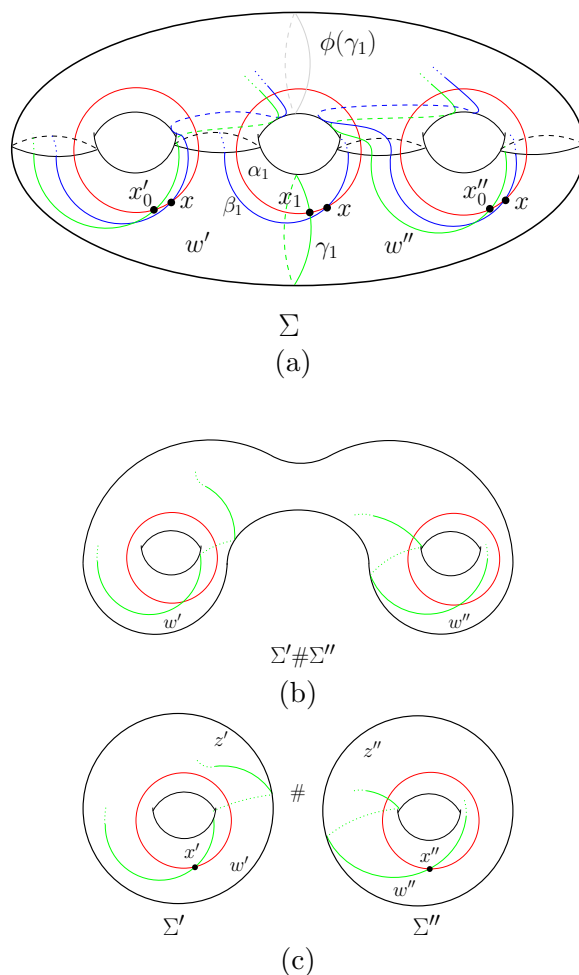 ϕ(γ₁)
α₁
x′₀ x β₁ x₁ x x″₀ x
w′ γ₁ w″
Σ
(a)
w′ w″
Σ′#Σ″
(b)
z′ z″
#
x′ w′ x″
w″
Σ′ Σ″
(c)